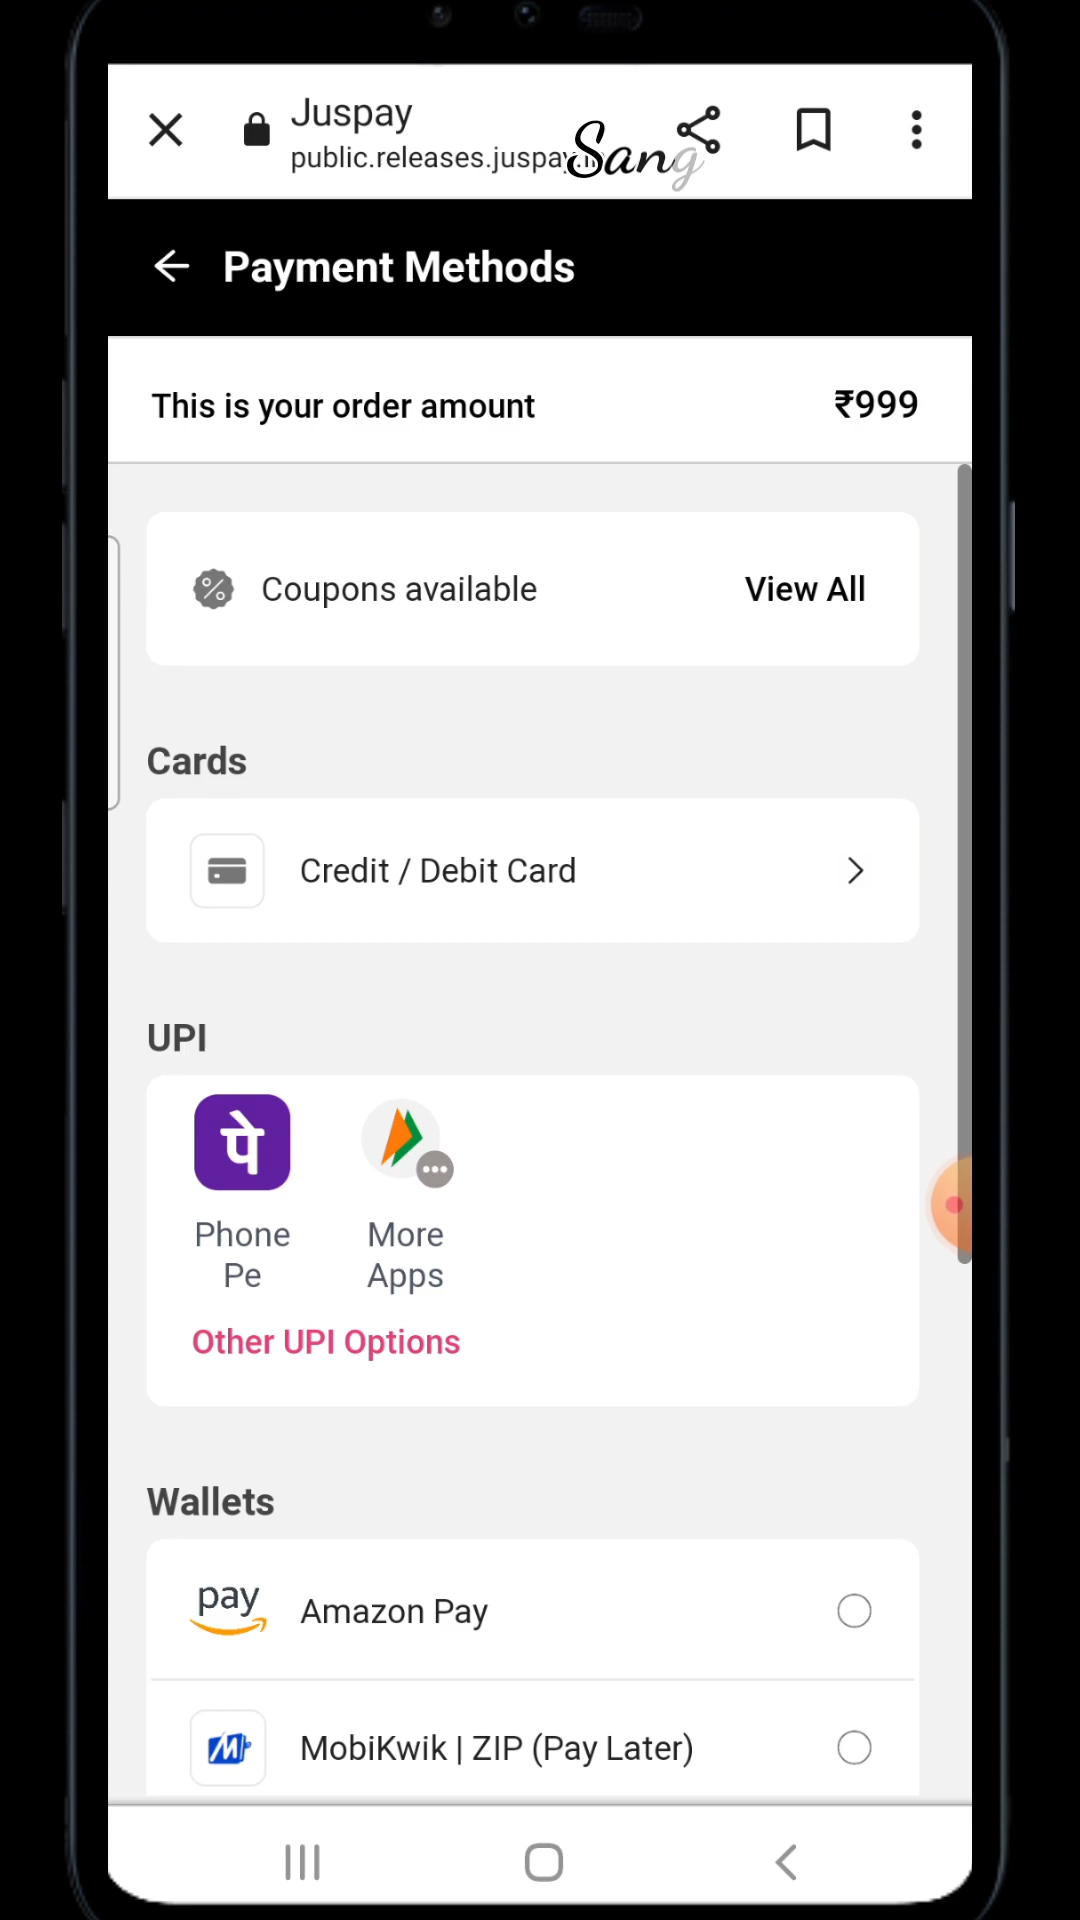 Juspay
public.releases.juspay.i
Sang
Payment Methods
This is your order amount ₹999
Coupons available View All
Cards
Credit / Debit Card
UPI
पे
Phone
Pe
More
Apps
Other UPI Options
Wallets
pay
Amazon Pay
MobiKwik | ZIP (Pay Later)